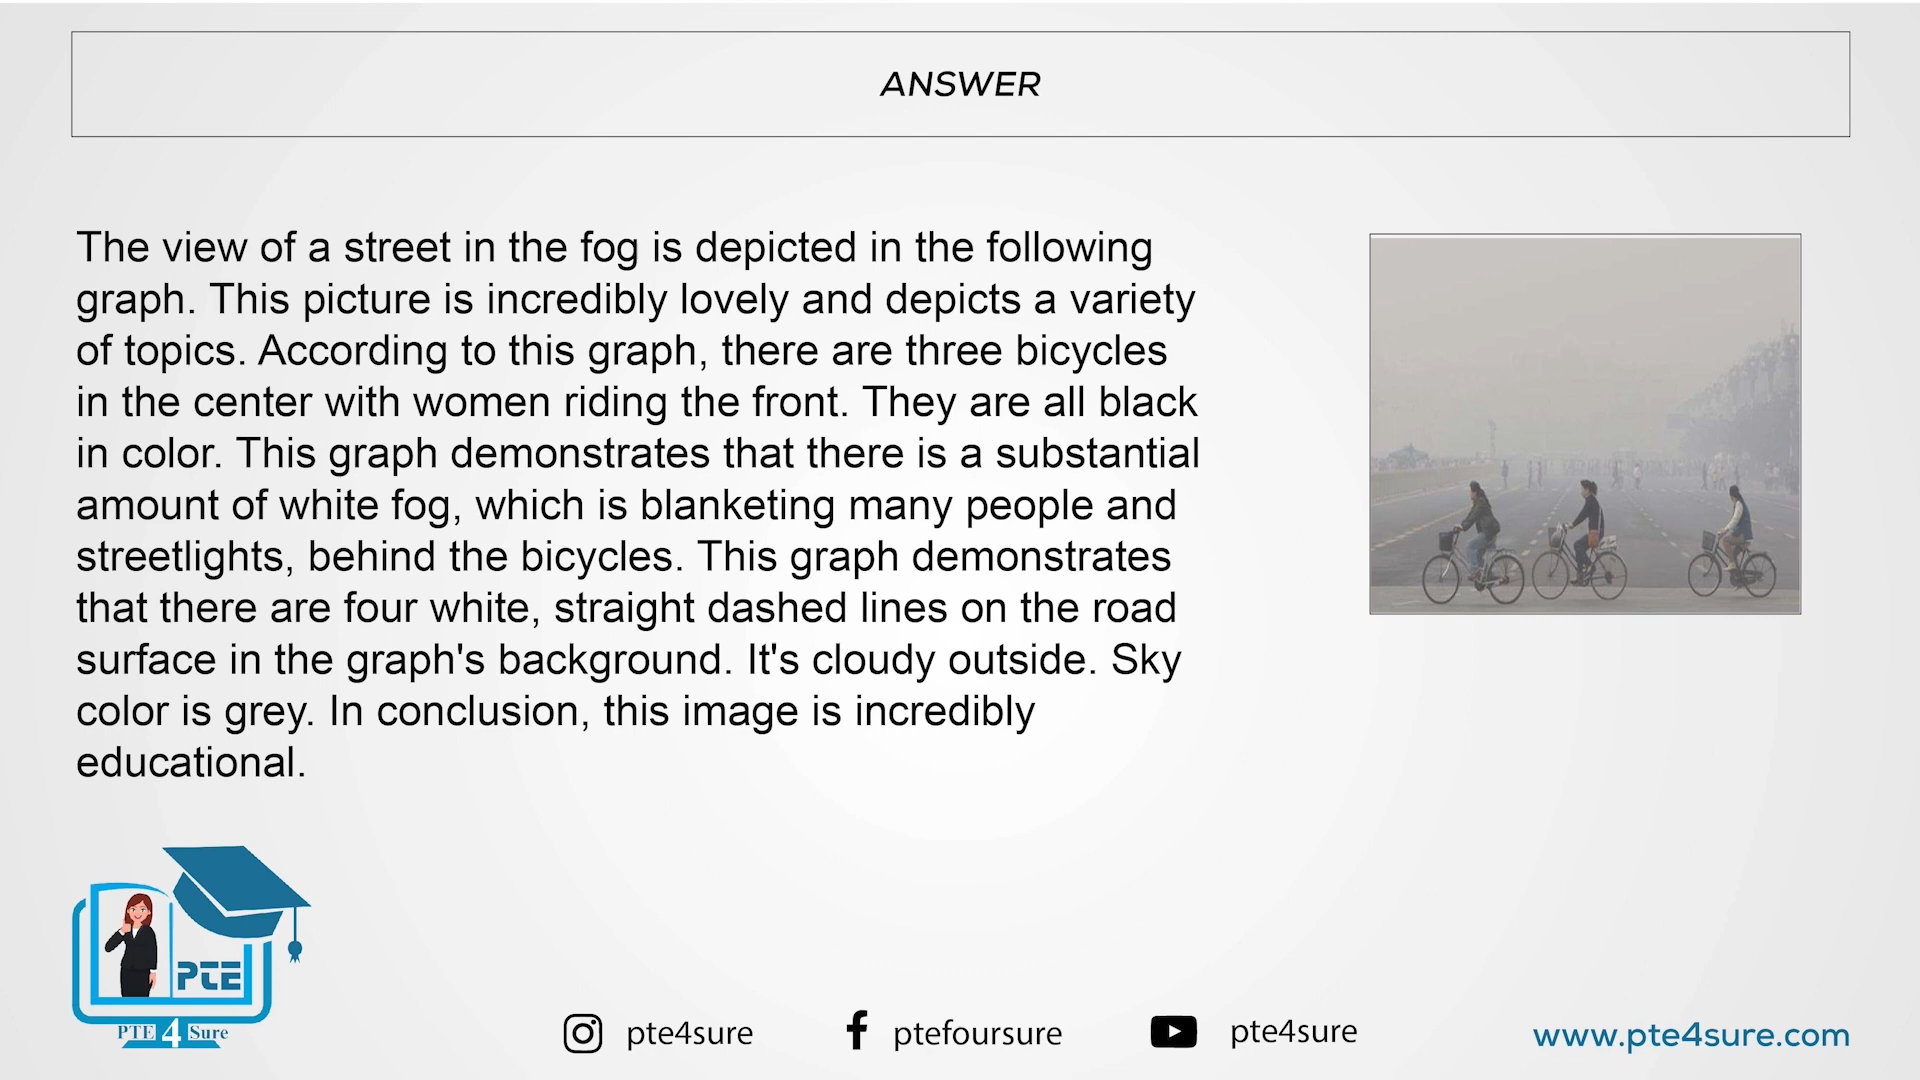 ANSWER
The view of a street in the fog is depicted in the following
graph. This picture is incredibly lovely and depicts a variety
of topics. According to this graph, there are three bicycles
in the center with women riding the front. They are all black
in color. This graph demonstrates that there is a substantial
amount of white fog, which is blanketing many people and
streetlights, behind the bicycles. This graph demonstrates
that there are four white, straight dashed lines on the road
surface in the graph's background. It's cloudy outside. Sky
color is grey. In conclusion, this image is incredibly
educational.
PTE
PTE 4 Sure
pte4sure
ptefoursure
pte4sure
www.pte4sure.com